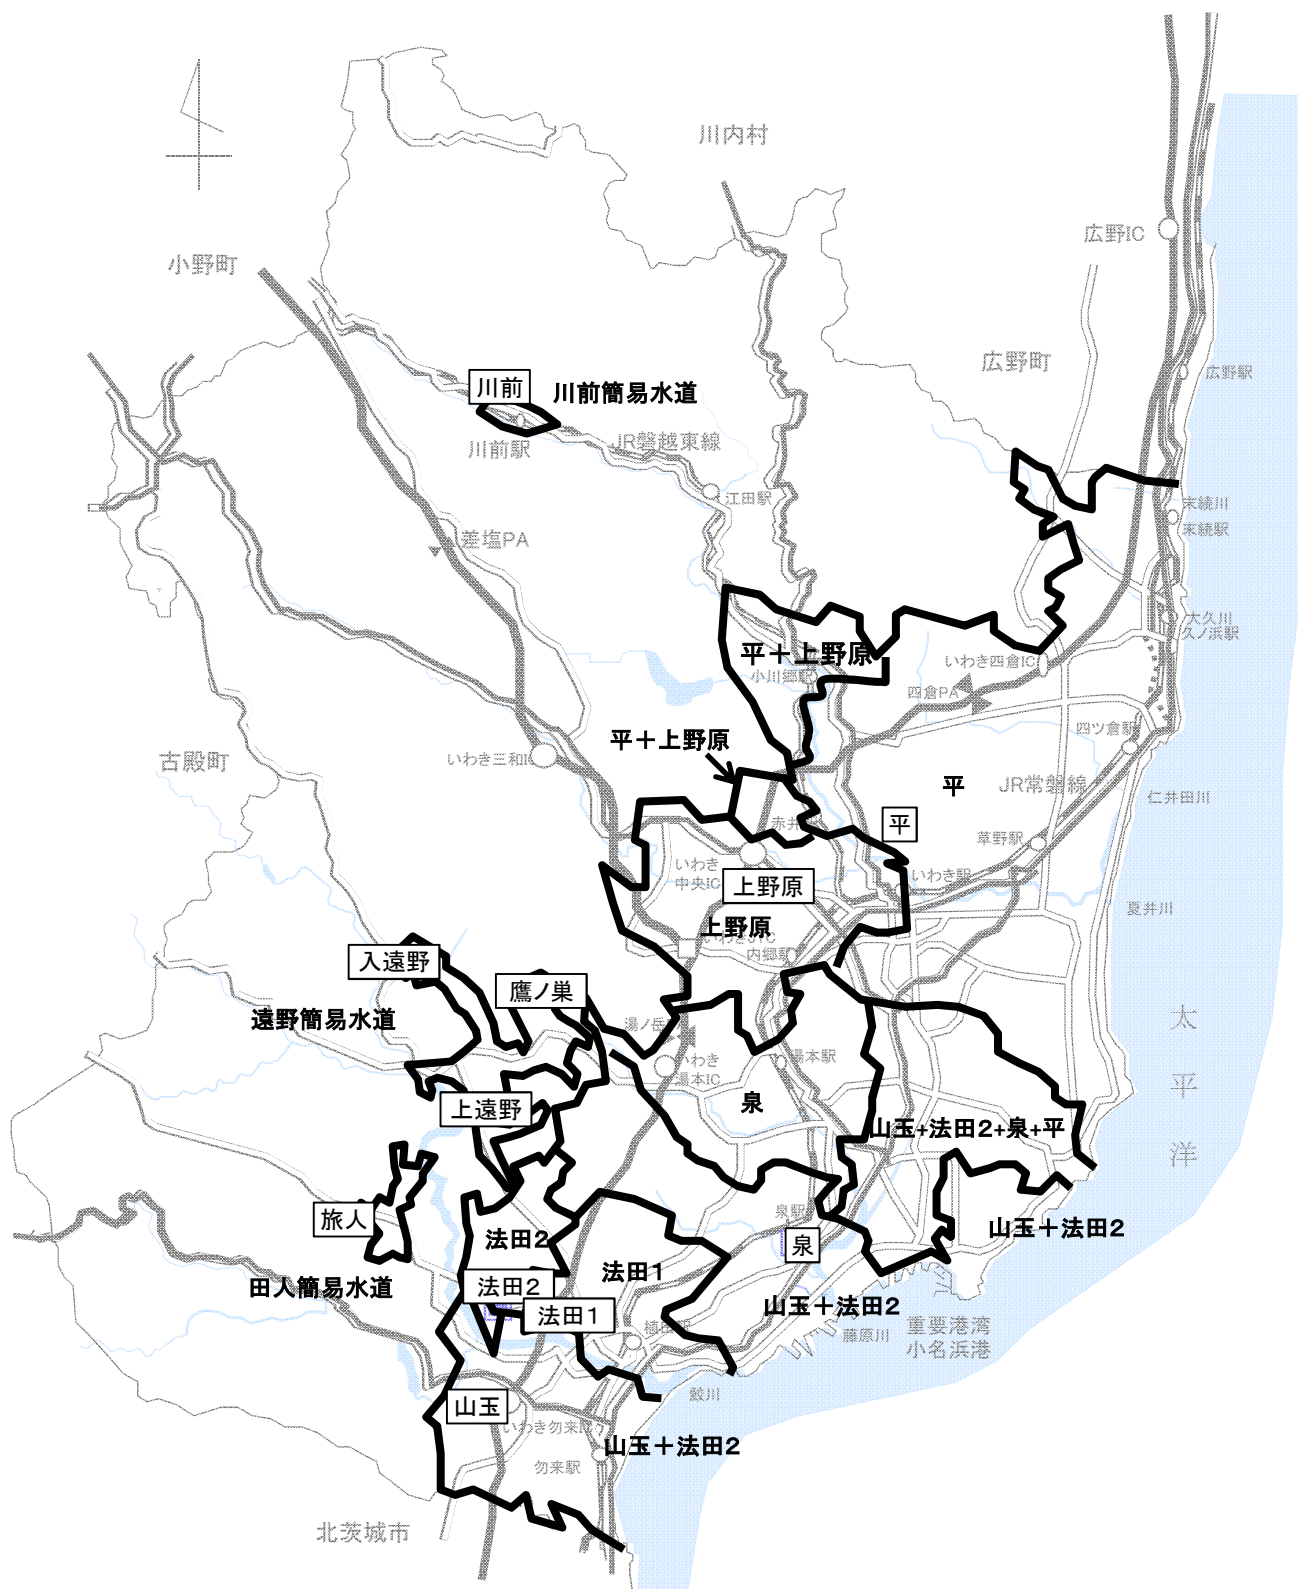 川内村
広野IC
小野町
広野町
広野駅
川前
川前簡易水道
川前駅
JR磐越東線
江田駅
末続川
末続駅
差塩PA
大久川
久ノ浜駅
平＋上野原
小川郷駅
いわき四倉IC
四倉PA
四ツ倉駅
平＋上野原
古殿町
いわき三和I
平
JR常磐線
仁井田川
赤井
平
草野駅
いわき
中央IC
上野原
いわき駅
夏井川
上野原
いわきJTC
内郷駅
入遠野
鷹ノ巣
遠野簡易水道
湯ノ岳
太平洋
いわき
湯本IC
湯本駅
上遠野
泉
山玉+法田2+泉+平
旅人
泉駅
法田2
泉
山玉＋法田2
法田1
田人簡易水道
法田2
法田1
山玉＋法田2
植田
藤原川
重要港湾
小名浜港
山玉
鮫川
いわき勿来
山玉＋法田2
勿来駅
北茨城市